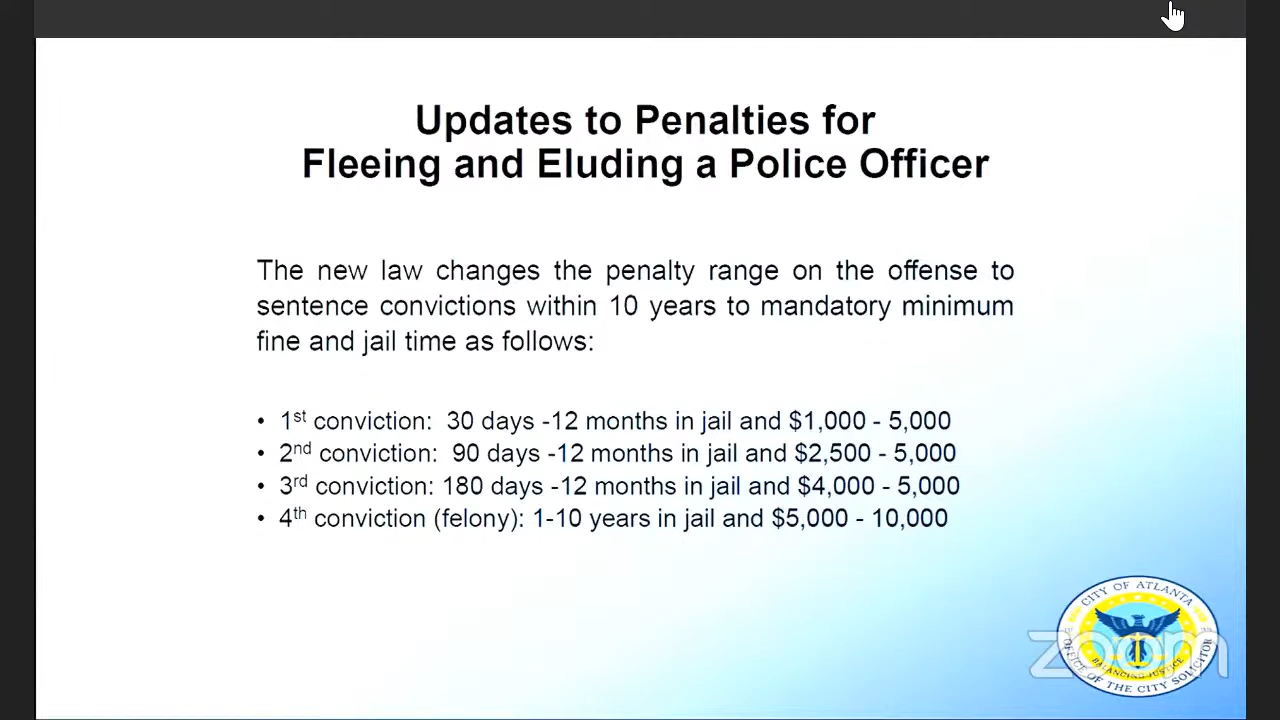 Updates to Penalties for
Fleeing and Eluding a Police Officer
The new law changes the penalty range on the offense to
sentence convictions within 10 years to mandatory minimum
fine and jail time as follows:
• 1st conviction: 30 days -12 months in jail and $1,000 - 5,000
• 2nd conviction: 90 days -12 months in jail and $2,500 - 5,000
• 3rd conviction: 180 days -12 months in jail and $4,000 - 5,000
• 4th conviction (felony): 1-10 years in jail and $5,000 - 10,000
CITY OF ATLANTA
BALANCING JUSTICE
OFFICE OF THE CITY SOLICITOR
zoom